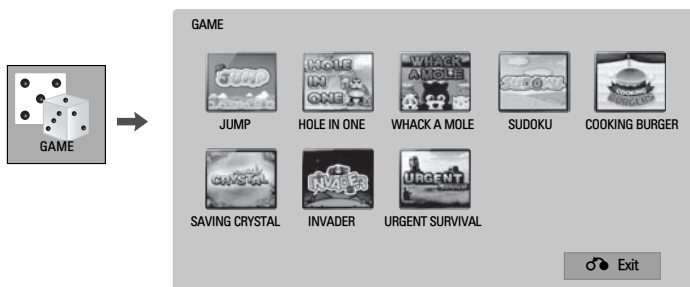 GAME
GAME
JUMP
HOLE
IN
ONE
WHACK
A MOLE
SUDOKU
COOKING
BURGER
JUMP HOLE IN ONE WHACK A MOLE SUDOKU COOKING BURGER
CRYSTAL
INVADER
URGENT
SAVING CRYSTAL INVADER URGENT SURVIVAL
Exit